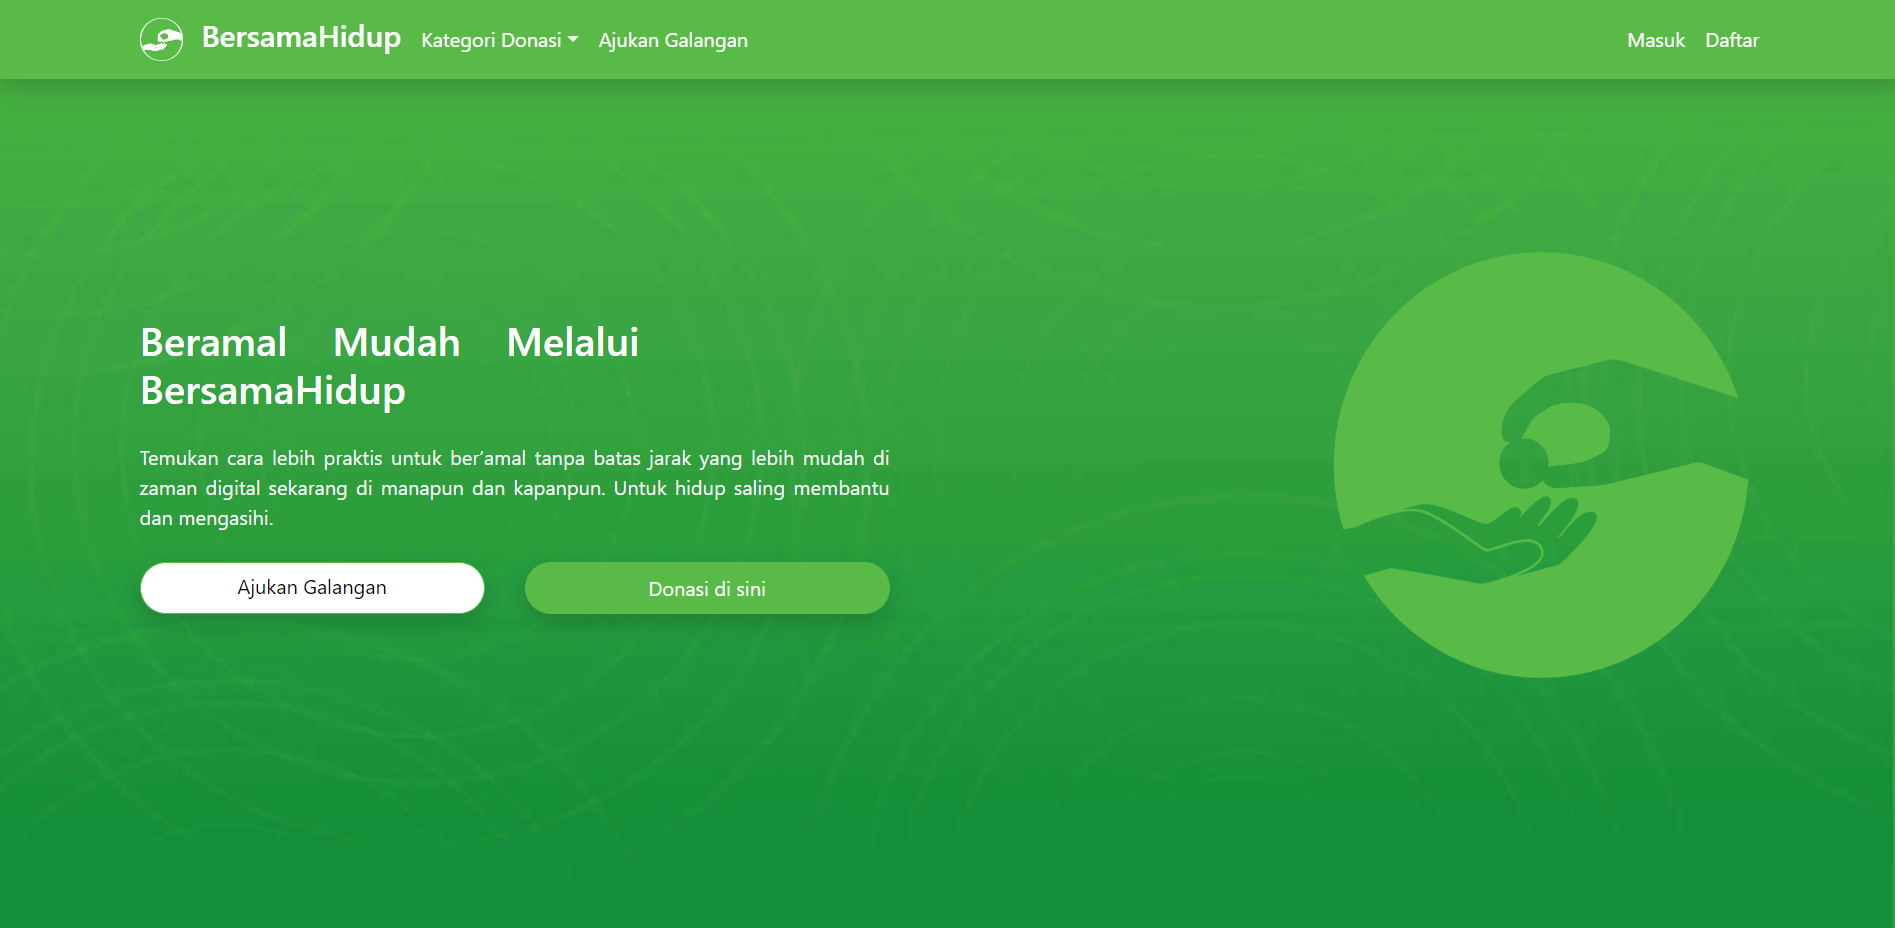 BersamaHidup Kategori Donasi Ajukan Galangan Masuk Daftar
Beramal Mudah Melalui
BersamaHidup
Temukan cara lebih praktis untuk ber’amal tanpa batas jarak yang lebih mudah di
zaman digital sekarang di manapun dan kapanpun. Untuk hidup saling membantu
dan mengasihi.
Ajukan Galangan Donasi di sini